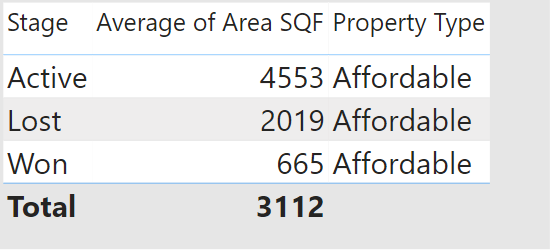 Stage Average of Area SQF Property Type
Active 4553 Affordable
Lost 2019 Affordable
Won 665 Affordable
Total 3112